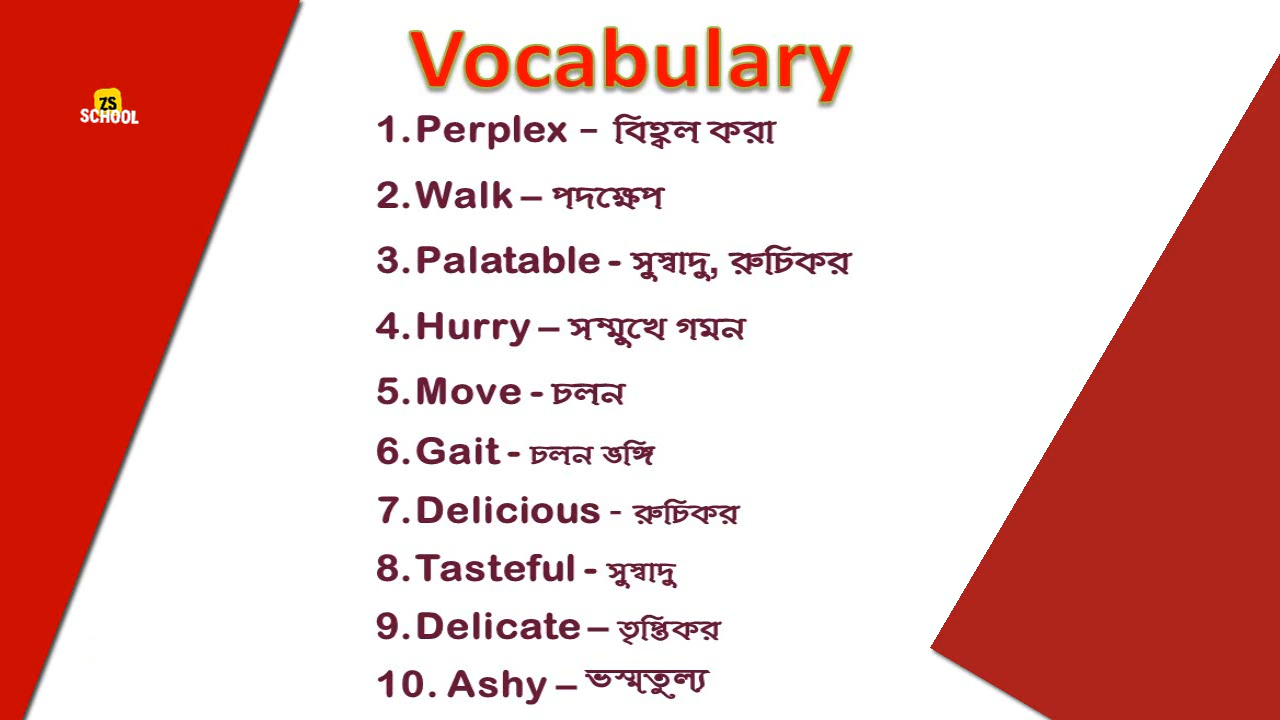 Vocabulary
ZS
SCHOOL
1. Perplex – বিহ্বল করা
2. Walk – পদক্ষেপ
3. Palatable - সুস্বাদু, রুচিকর
4. Hurry – সম্মুখে গমন
5. Move - চলন
6. Gait - চলন ভঙ্গি
7. Delicious - রুচিকর
8. Tasteful - সুস্বাদু
9. Delicate – তৃপ্তিকর
10. Ashy – ভস্মতুল্য